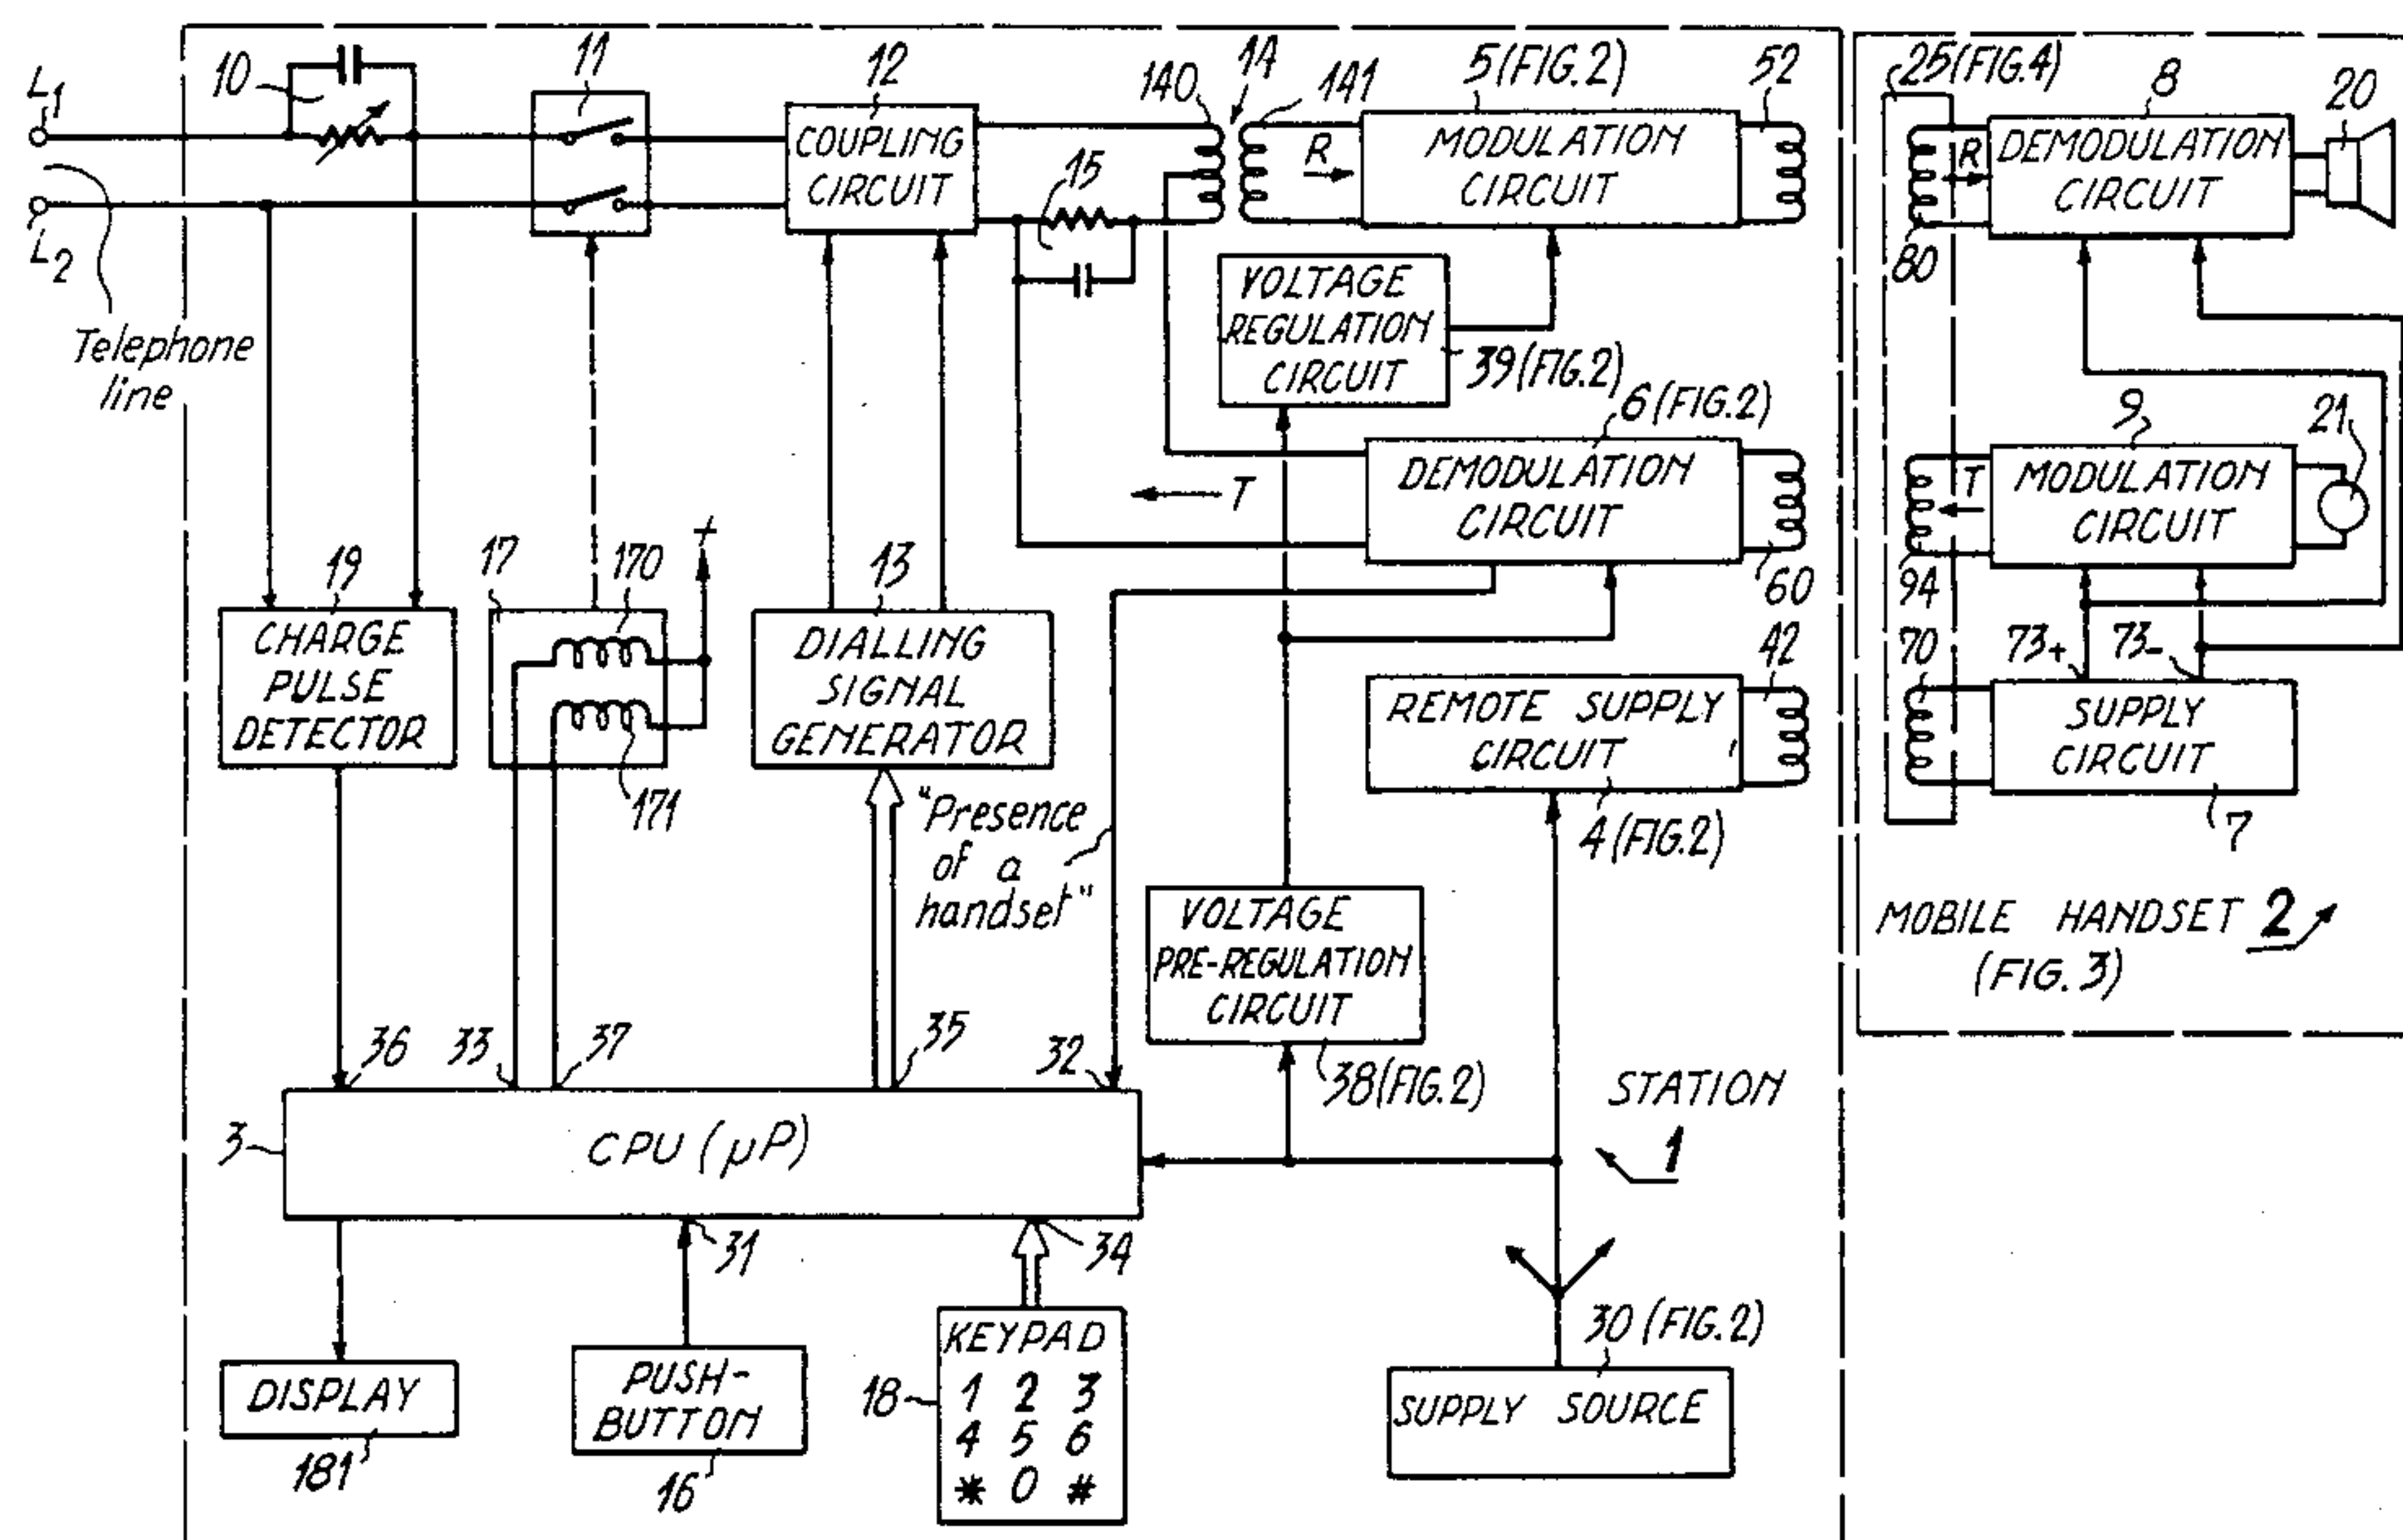 10
11
12
14
140
141
5 (FIG.2)
52
L1
L2
Telephone
line
COUPLING
CIRCUIT
15
R
MODULATION
CIRCUIT
VOLTAGE
REGULATION
CIRCUIT
39 (FIG.2)
6 (FIG.2)
DEMODULATION
CIRCUIT
T
60
19
CHARGE
PULSE
DETECTOR
17
170
171
+
13
DIALLING
SIGNAL
GENERATOR
42
REMOTE SUPPLY
CIRCUIT
4 (FIG.2)
"Presence
of a
handset"
VOLTAGE
PRE-REGULATION
CIRCUIT
38 (FIG.2)
36
33
37
35
32
3
CPU (μP)
31
34
STATION
1
DISPLAY
181
PUSH-
BUTTON
16
18
KEYPAD
1 2 3
4 5 6
* 0 #
30 (FIG.2)
SUPPLY SOURCE
25 (FIG.4)
8
20
R
DEMODULATION
CIRCUIT
80
9
21
T
MODULATION
CIRCUIT
94
70
73+
73-
SUPPLY
CIRCUIT
7
MOBILE HANDSET 2
(FIG. 3)